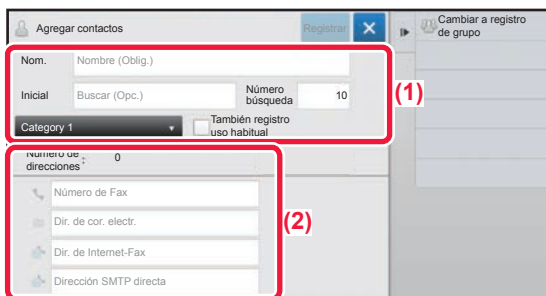 Agregar contactos
Registrar
Cambiar a registro
de grupo
Nom.
Nombre (Oblig.)
Inicial
Buscar (Opc.)
Número
búsqueda
10
(1)
Category 1
También registro
uso habitual
Número de
direcciones :
0
Número de Fax
Dir. de cor. electr.
(2)
Dir. de Internet-Fax
Dirección SMTP directa